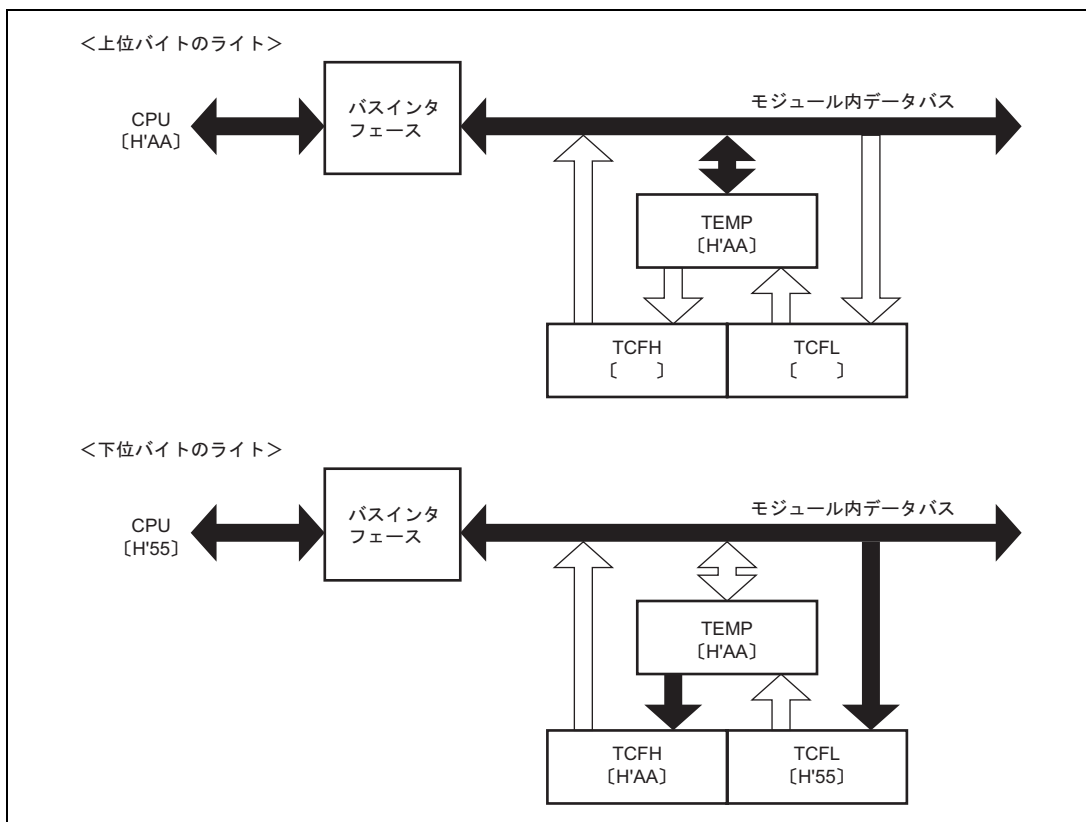 ＜上位バイトのライト＞
CPU
〔H'AA〕
バスインタ
フェース
モジュール内データバス
TEMP
〔H'AA〕
TCFH
〔　　〕
TCFL
〔　　〕
＜下位バイトのライト＞
CPU
〔H'55〕
バスインタ
フェース
モジュール内データバス
TEMP
〔H'AA〕
TCFH
〔H'AA〕
TCFL
〔H'55〕